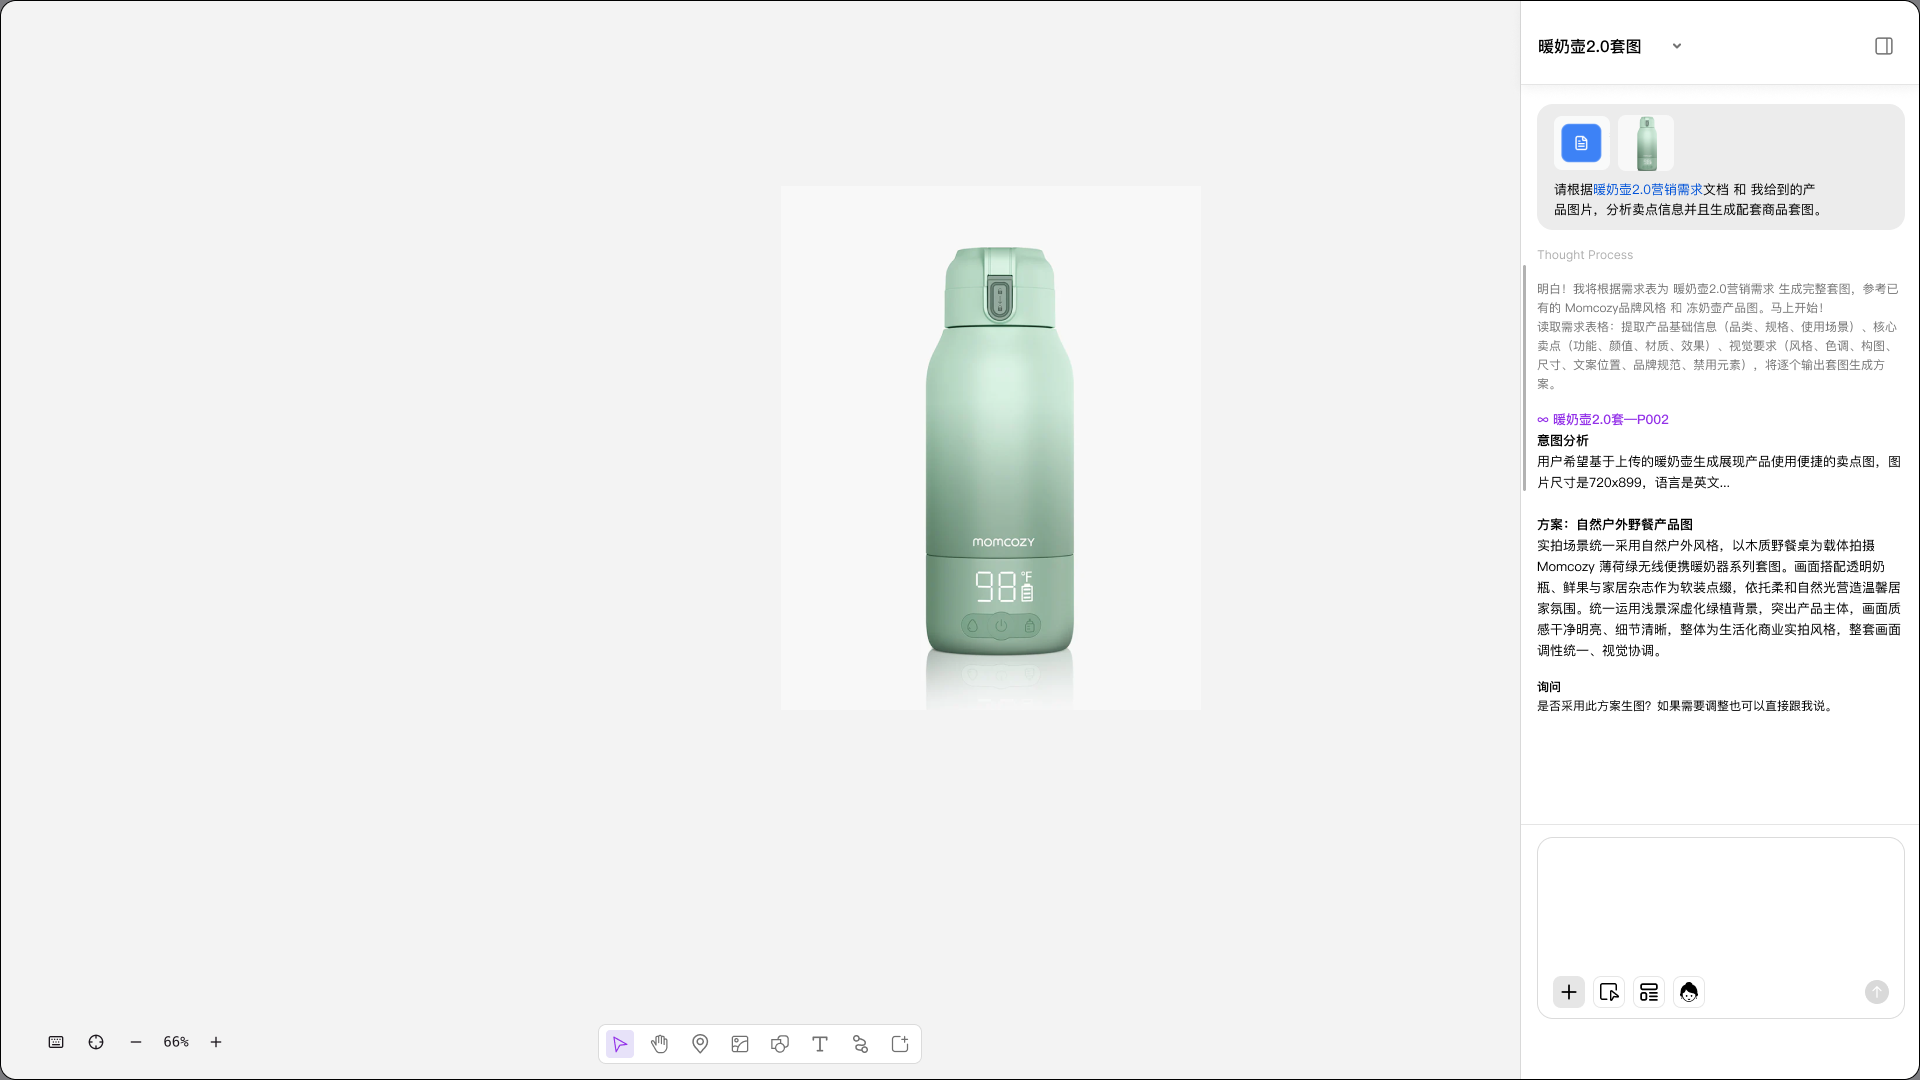 暖奶壶2.0套图
请根据暖奶壶2.0营销需求文档 和 我给到的产
品图片，分析卖点信息并且生成配套商品套图。
Thought Process
明白！我将根据需求表为 暖奶壶2.0营销需求 生成完整套图，参考已
有的 Momcozy品牌风格 和 冻奶壶产品图。马上开始！
读取需求表格：提取产品基础信息（品类、规格、使用场景）、核心
卖点（功能、颜值、材质、效果）、视觉要求（风格、色调、构图、
尺寸、文案位置、品牌规范、禁用元素），将逐个输出套图生成方
案。
∞ 暖奶壶2.0套—P002
意图分析
用户希望基于上传的暖奶壶生成展现产品使用便捷的卖点图，图
片尺寸是720x899，语言是英文...
方案：自然户外野餐产品图
实拍场景统一采用自然户外风格，以木质野餐桌为载体拍摄
Momcozy 薄荷绿无线便携暖奶器系列套图。画面搭配透明奶
瓶、鲜果与家居杂志作为软装点缀，依托柔和自然光营造温馨居
家氛围。统一运用浅景深虚化绿植背景，突出产品主体，画面质
感干净明亮、细节清晰，整体为生活化商业实拍风格，整套画面
调性统一、视觉协调。
询问
是否采用此方案生图？如果需要调整也可以直接跟我说。
momcozy
98°F
66%